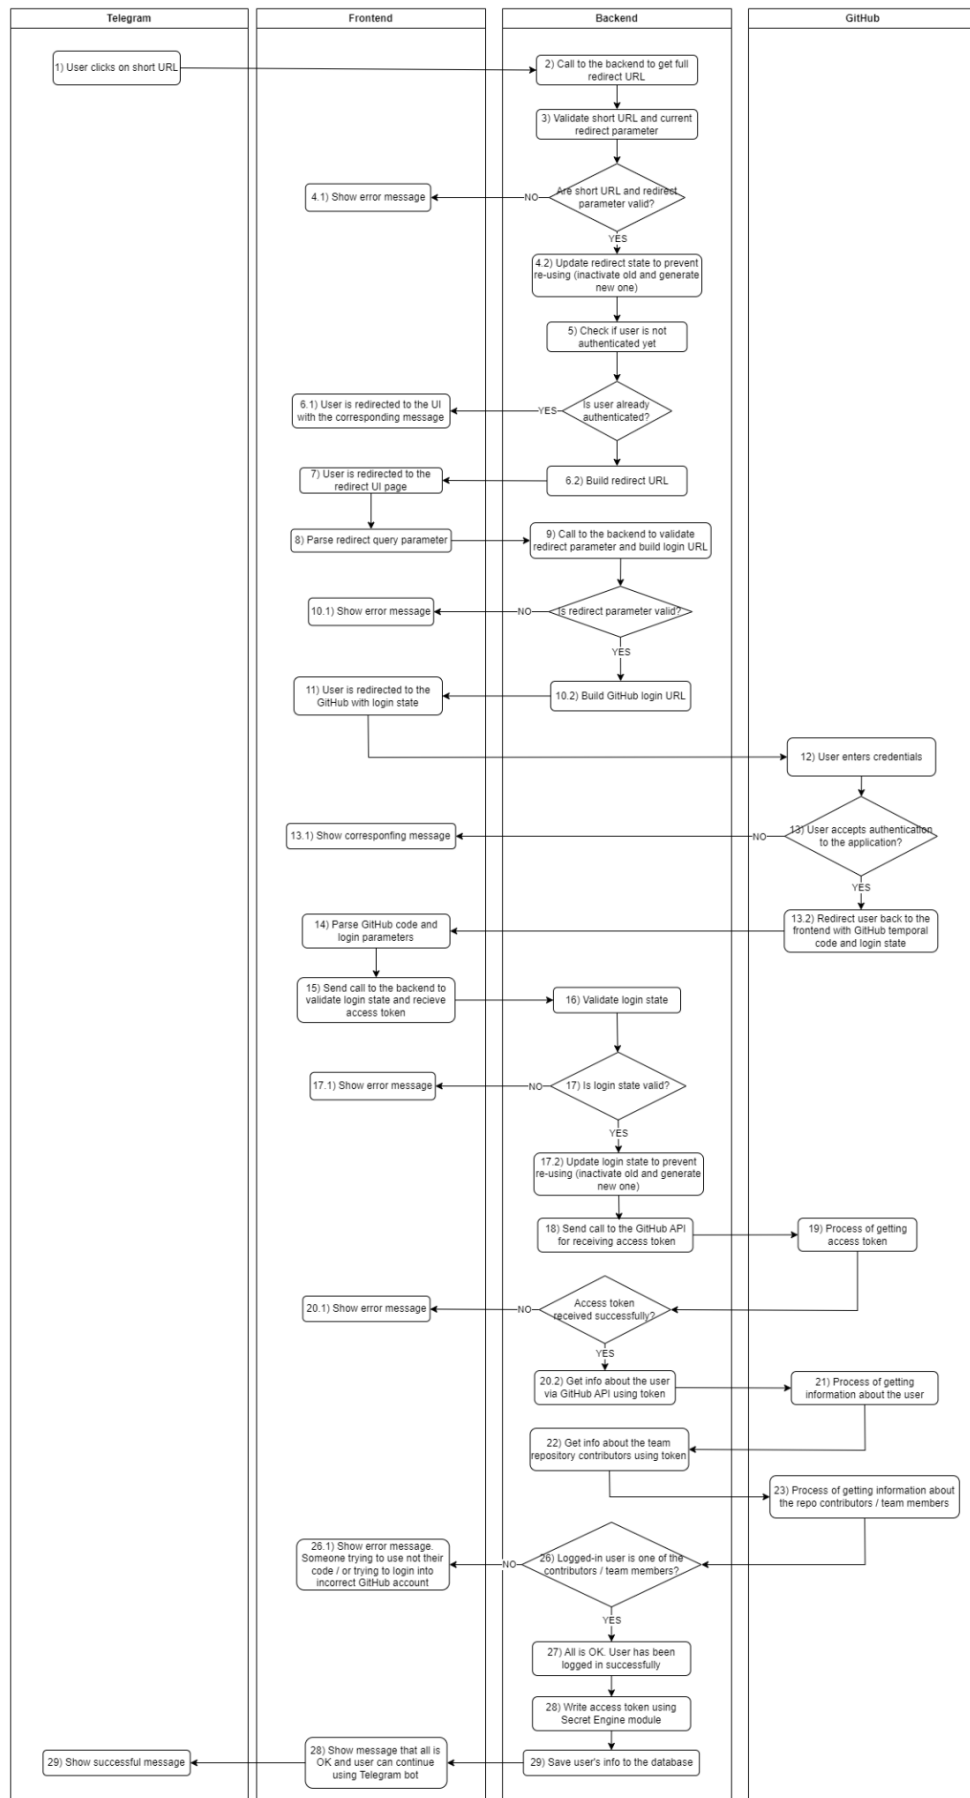 Telegram
Frontend
Backend
GitHub
1) User clicks on short URL
2) Call to the backend to get full
redirect URL
3) Validate short URL and current
redirect parameter
Are short URL and redirect
parameter valid?
NO
4.1) Show error message
YES
4.2) Update redirect state to prevent
re-using (inactivate old and generate
new one)
5) Check if user is not
authenticated yet
Is user already
authenticated?
YES
6.1) User is redirected to the UI
with the corresponding message
6.2) Build redirect URL
7) User is redirected to the
redirect UI page
8) Parse redirect query parameter
9) Call to the backend to validate
redirect parameter and build login URL
Is redirect parameter valid?
NO
10.1) Show error message
YES
10.2) Build GitHub login URL
11) User is redirected to the
GitHub with login state
12) User enters credentials
13) User accepts authentication
to the application?
NO
13.1) Show corresponfing message
YES
13.2) Redirect user back to the
frontend with GitHub temporal
code and login state
14) Parse GitHub code and
login parameters
15) Send call to the backend to
validate login state and recieve
access token
16) Validate login state
17) Is login state valid?
NO
17.1) Show error message
YES
17.2) Update login state to prevent
re-using (inactivate old and generate
new one)
18) Send call to the GitHub API
for receiving access token
19) Process of getting
access token
Access token
received successfully?
NO
20.1) Show error message
YES
20.2) Get info about the user
via GitHub API using token
21) Process of getting
information about the user
22) Get info about the team
repository contributors using token
23) Process of getting information about
the repo contributors / team members
26) Logged-in user is one of the
contributors / team members?
NO
26.1) Show error message.
Someone trying to use not their
code / or trying to login into
incorrect GitHub account
YES
27) All is OK. User has been
logged in successfully
28) Write access token using
Secret Engine module
29) Save user's info to the database
28) Show message that all is
OK and user can continue
using Telegram bot
29) Show successful message